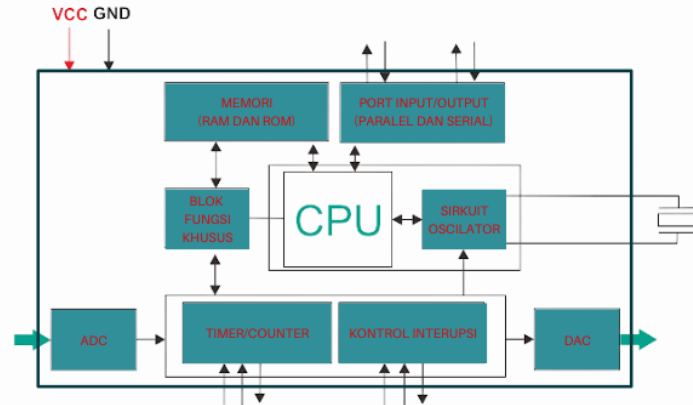 VCC GND
MEMORI
(RAM DAN ROM)
PORT INPUT/OUTPUT
(PARALEL DAN SERIAL)
BLOK
FUNGSI
KHUSUS
CPU
SIRKUIT
OSCILATOR
ADC
TIMER/COUNTER
KONTROL INTERUPSI
DAC